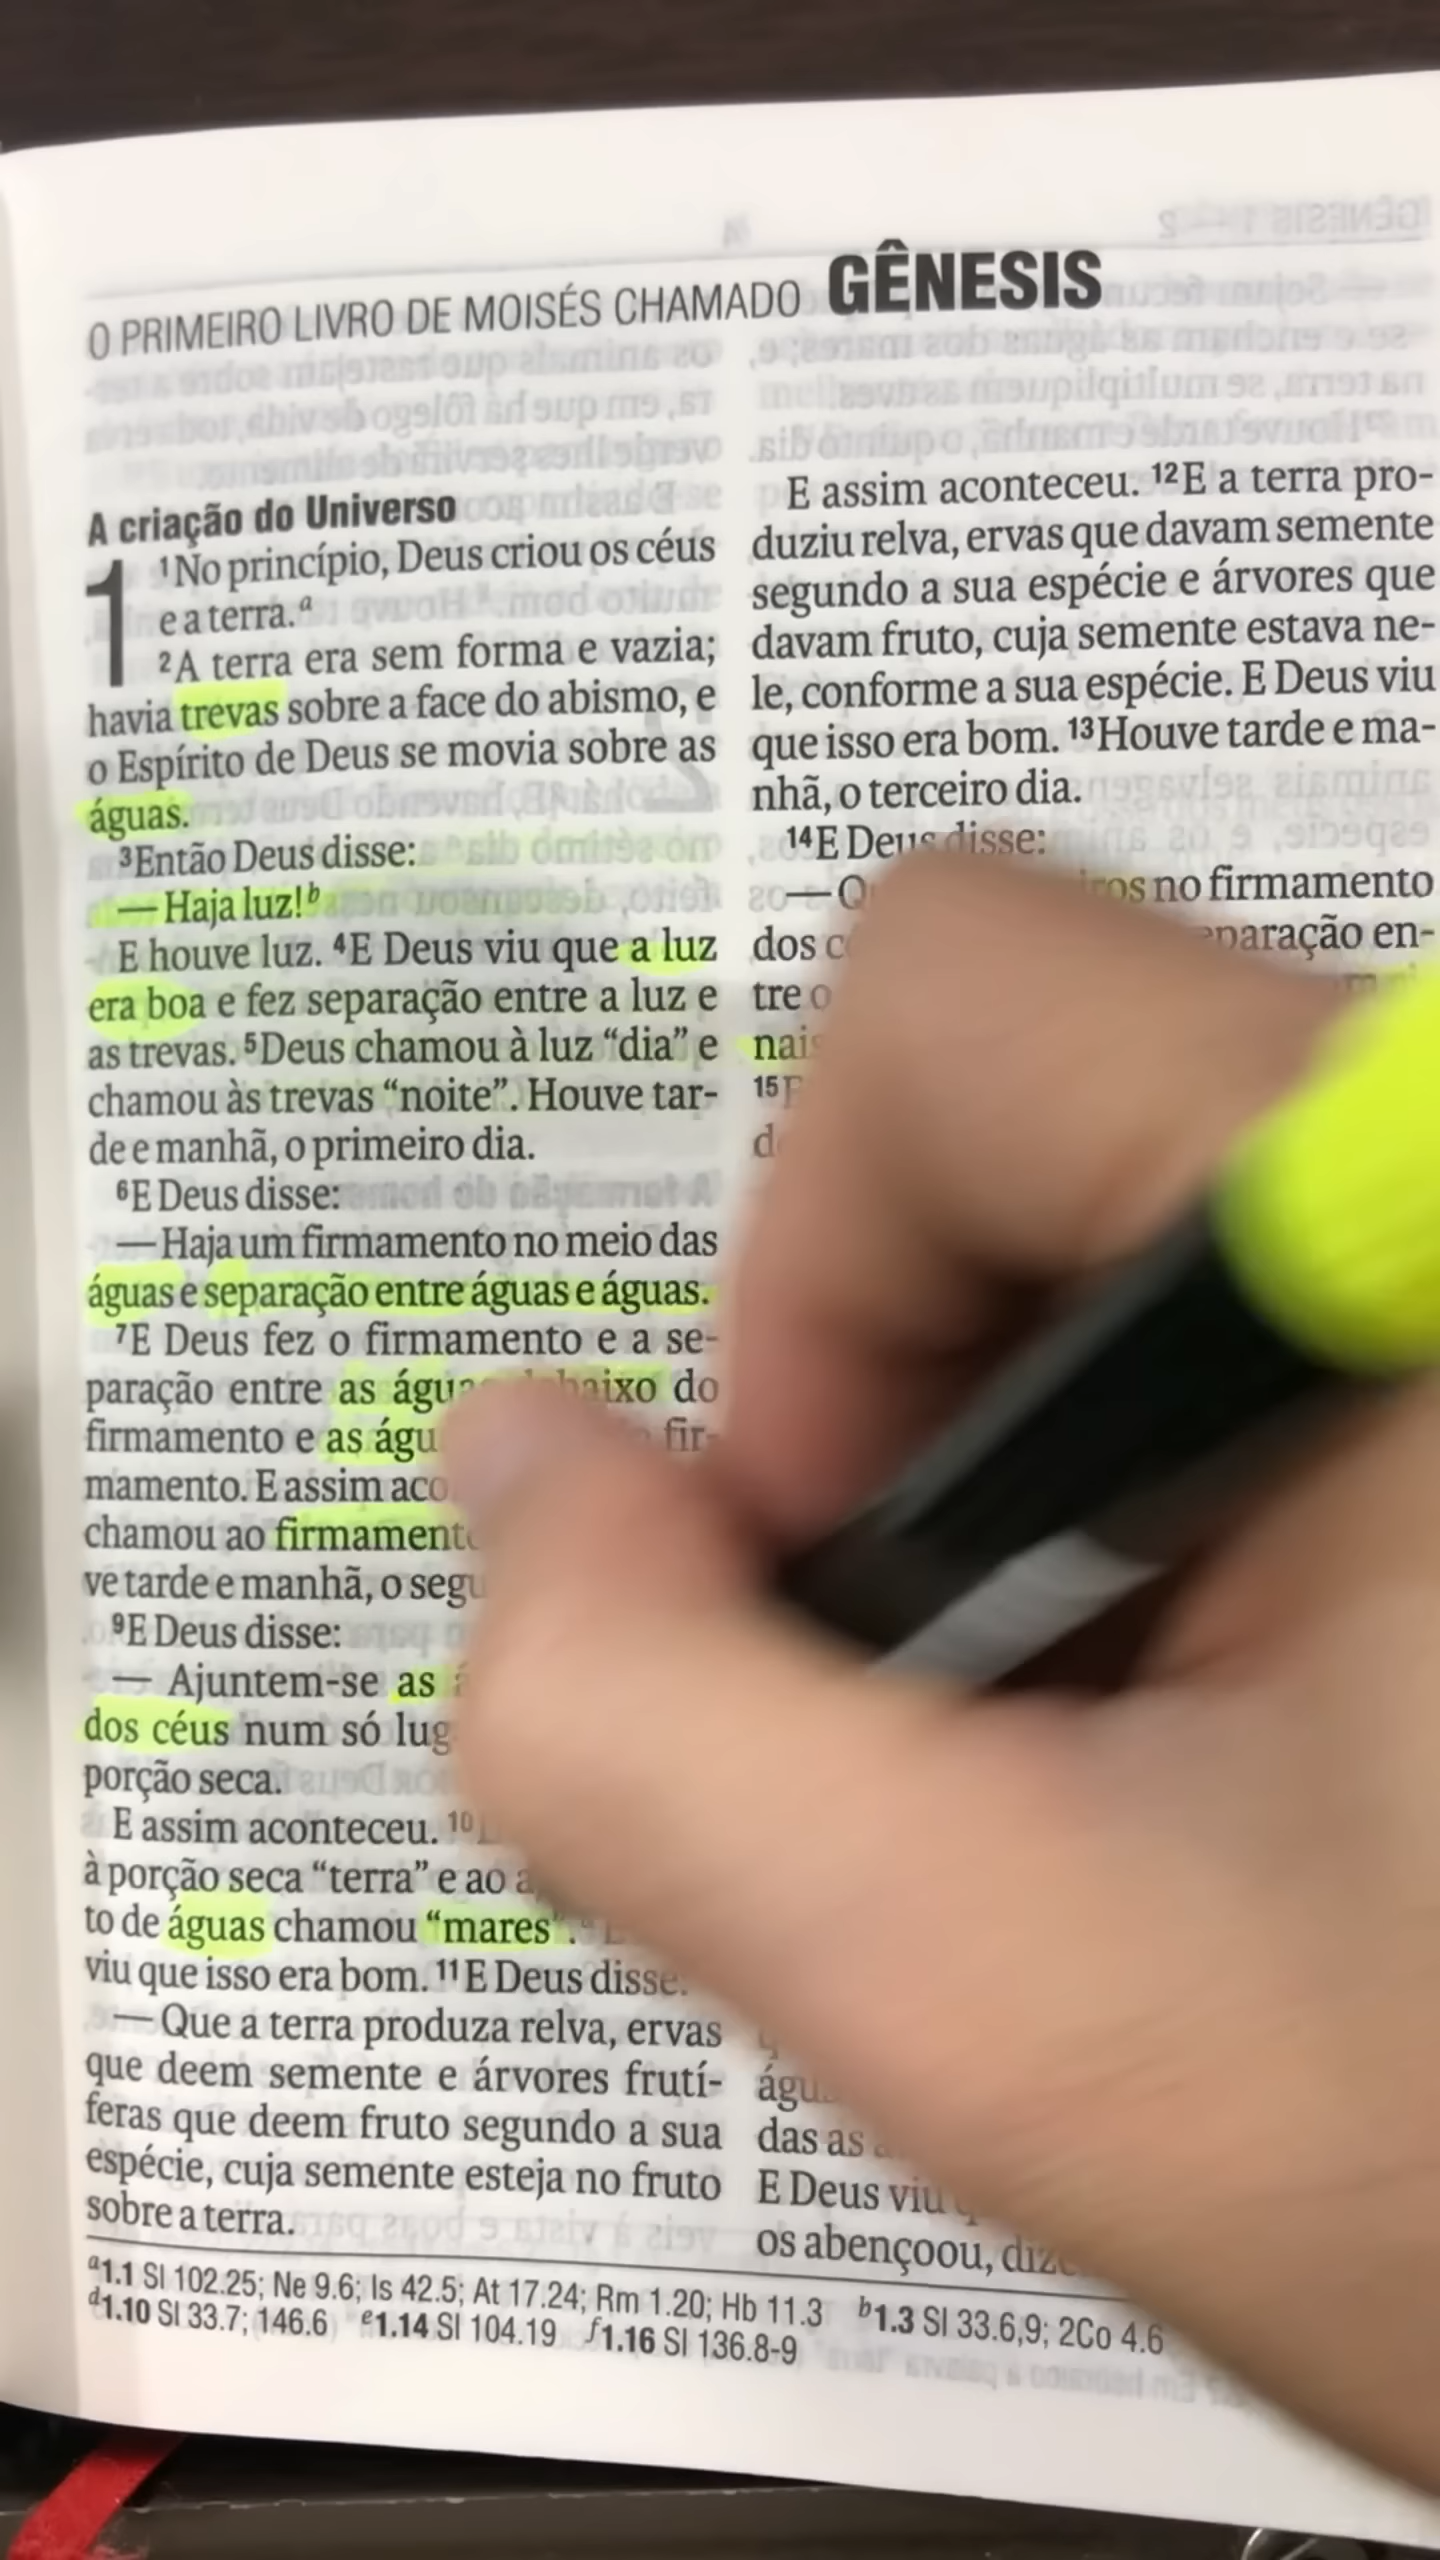 O PRIMEIRO LIVRO DE MOISÉS CHAMADO GÊNESIS
A criação do Universo
1 ¹No princípio, Deus criou os céus
e a terra.ª
²A terra era sem forma e vazia;
havia trevas sobre a face do abismo, e
o Espírito de Deus se movia sobre as
águas.
³Então Deus disse:
— Haja luz!ᵇ
E houve luz. ⁴E Deus viu que a luz
era boa e fez separação entre a luz e
as trevas. ⁵Deus chamou à luz “dia” e
chamou às trevas “noite”. Houve tar-
de e manhã, o primeiro dia.
⁶E Deus disse:
— Haja um firmamento no meio das
águas e separação entre águas e águas.
⁷E Deus fez o firmamento e a se-
paração entre as do
firmamento e as fir-
mamento. E assim
chamou ao
ve tarde e manhã, o
⁹E Deus disse:
— Ajuntem-se as
dos céus num só
porção seca.
E assim aconteceu. ¹⁰
à porção seca “terra” e ao
to de águas chamou “mares”.
viu que isso era bom. ¹¹E Deus disse:
— Que a terra produza relva, ervas
que deem semente e árvores frutí-
feras que deem fruto segundo a sua
espécie, cuja semente esteja no fruto
sobre a terra.
E assim aconteceu. ¹²E a terra pro-
duziu relva, ervas que davam semente
segundo a sua espécie e árvores que
davam fruto, cuja semente estava ne-
le, conforme a sua espécie. E Deus viu
que isso era bom. ¹³Houve tarde e ma-
nhã, o terceiro dia.
¹⁴E Deus disse:
— no firmamento
dos en-
tre
¹⁵
das as
E Deus viu
os abençoou,
ª1.1 Sl 102.25; Ne 9.6; Is 42.5; At 17.24; Rm 1.20; Hb 11.3 ᵇ1.3 Sl 33.6,9; 2Co 4.6
ᵈ1.10 Sl 33.7; 146.6 ᵉ1.14 Sl 104.19 ᶠ1.16 Sl 136.8-9